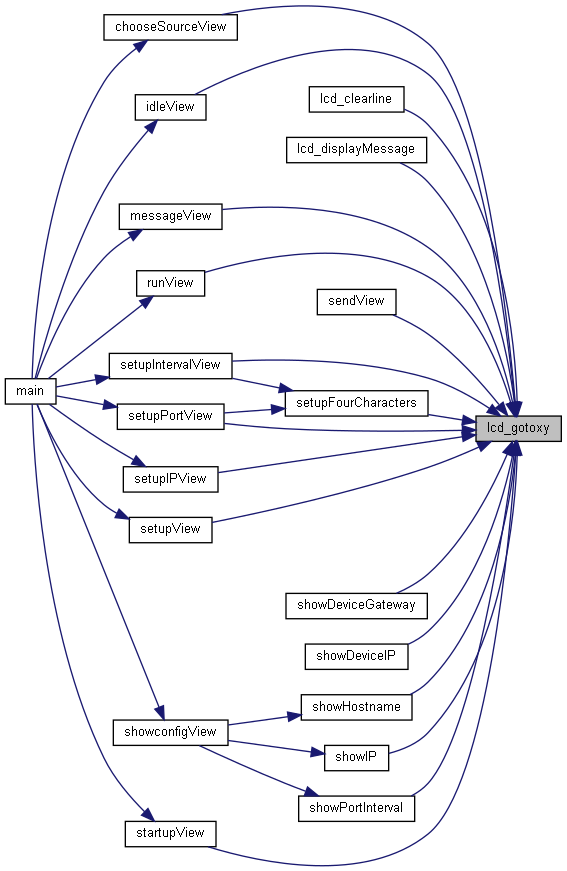 chooseSourceView
idleView
lcd_clearline
lcd_displayMessage
messageView
runView
sendView
setupIntervalView
main
setupFourCharacters
setupPortView
lcd_gotoxy
setupIPView
setupView
showDeviceGateway
showDeviceIP
showHostname
showconfigView
showIP
showPortInterval
startupView